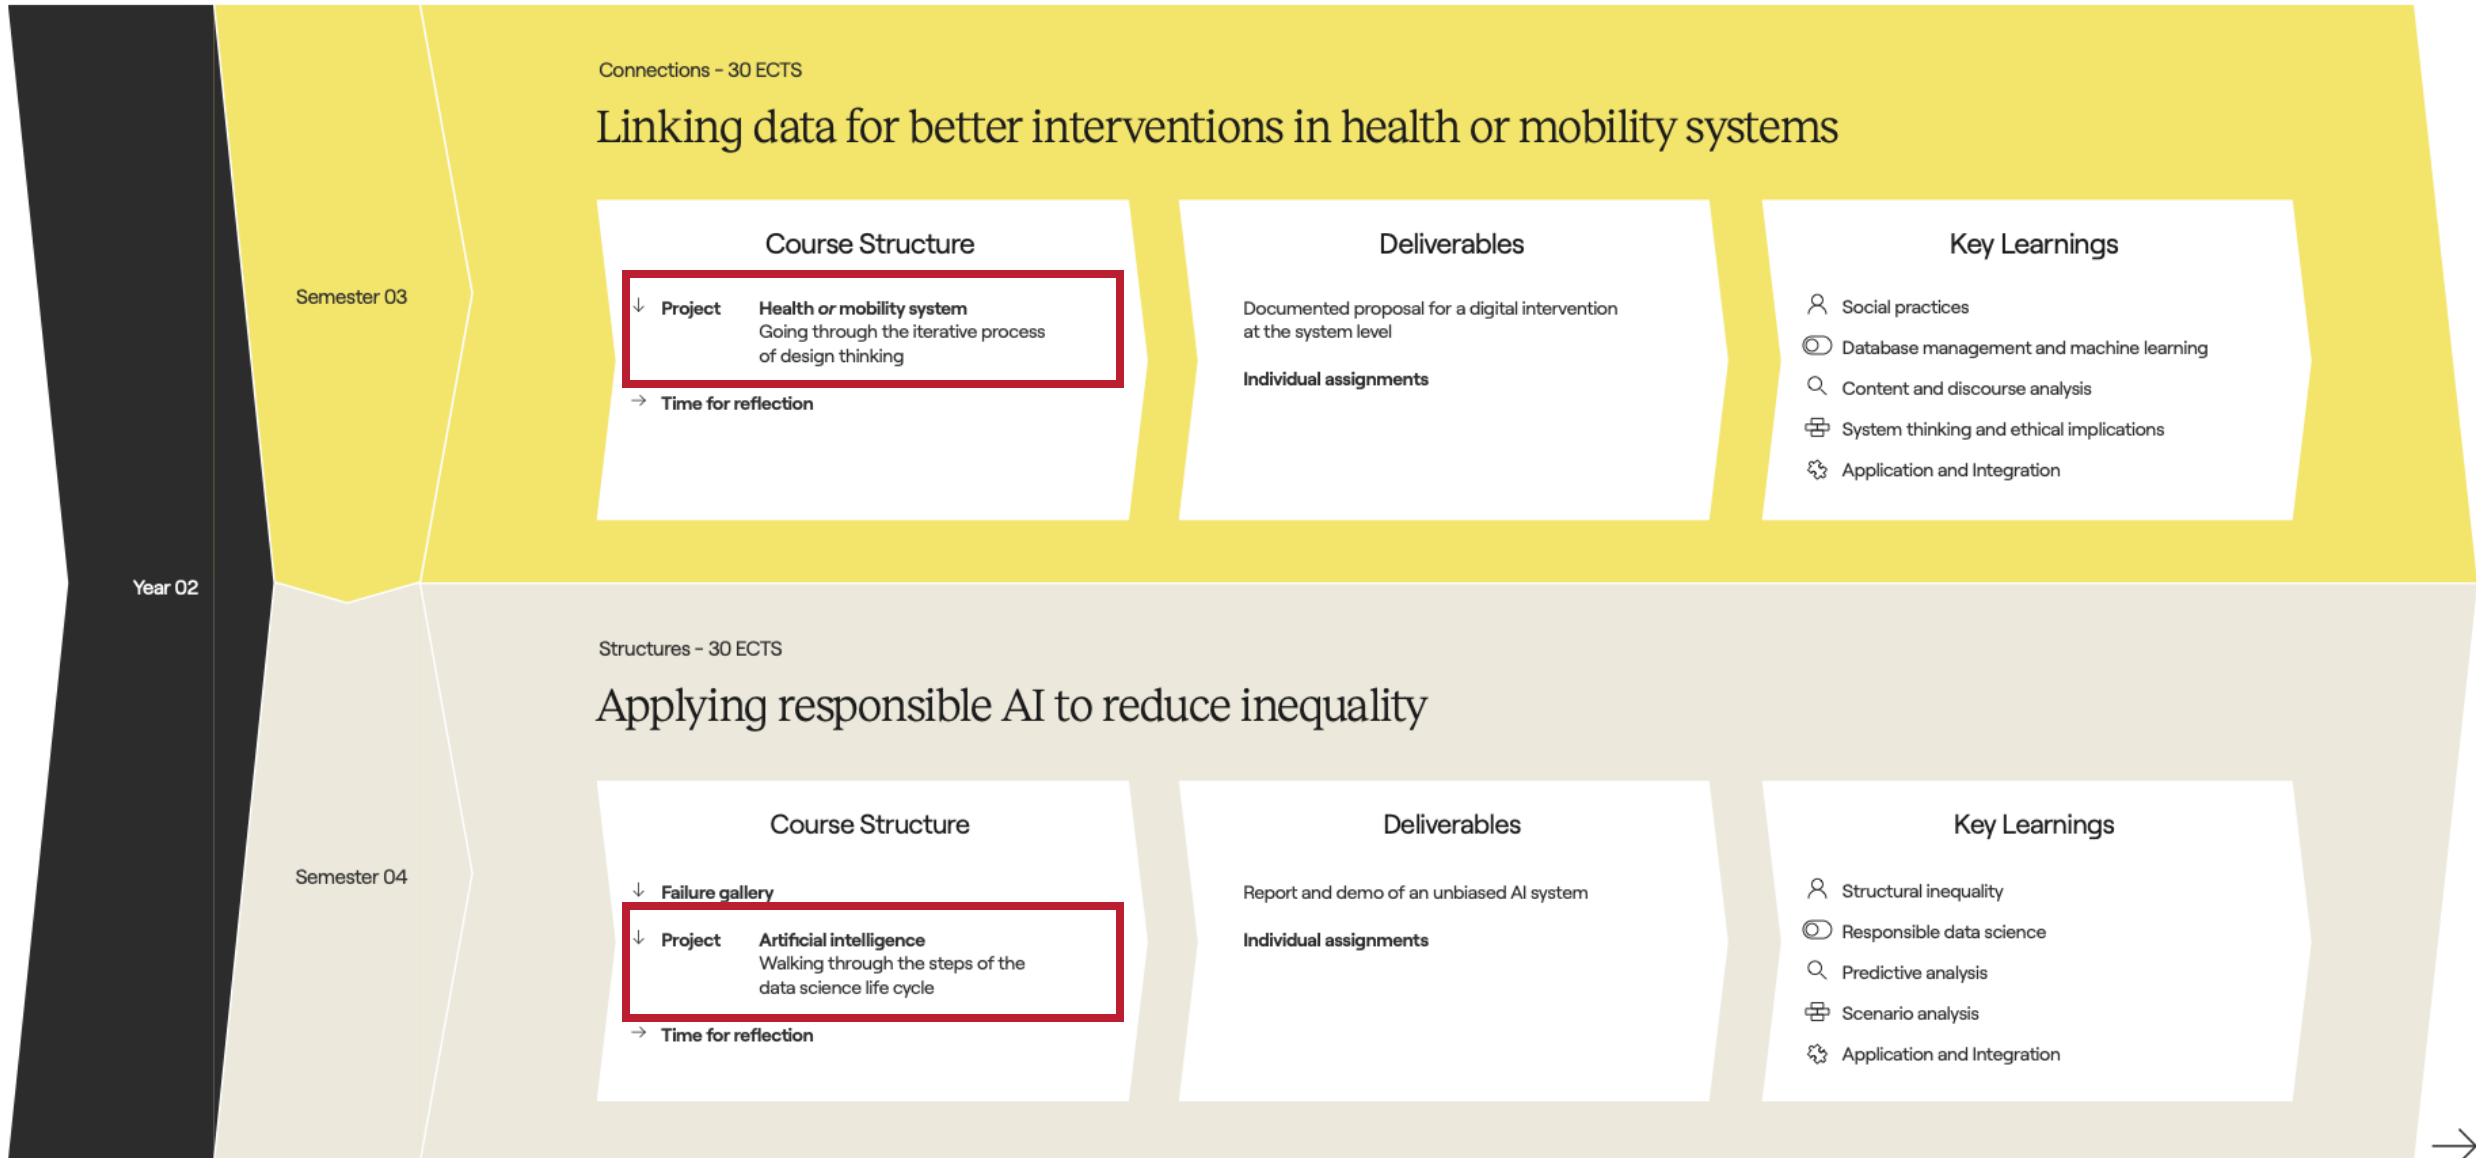 Year 02
Semester 03
Connections - 30 ECTS
Linking data for better interventions in health or mobility systems
Course Structure
↓ Project Health or mobility system
Going through the iterative process
of design thinking
→ Time for reflection
Deliverables
Documented proposal for a digital intervention
at the system level
Individual assignments
Key Learnings
Social practices
Database management and machine learning
Content and discourse analysis
System thinking and ethical implications
Application and Integration
Semester 04
Structures - 30 ECTS
Applying responsible AI to reduce inequality
Course Structure
↓ Failure gallery
↓ Project Artificial intelligence
Walking through the steps of the
data science life cycle
→ Time for reflection
Deliverables
Report and demo of an unbiased AI system
Individual assignments
Key Learnings
Structural inequality
Responsible data science
Predictive analysis
Scenario analysis
Application and Integration